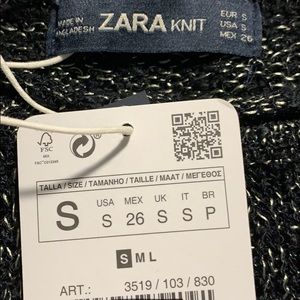 MADE IN
BANGLADESH
ZARA KNIT
EUR S
USA S
MEX 26
FSC
MIX
TALLA / SIZE / TAMANHO / TAILLE / MAAT / ΜΕΓΕΘΟΣ
S
USA MEX UK IT BR
S 26 S S P
S M L
ART.: 3519 / 103 / 830